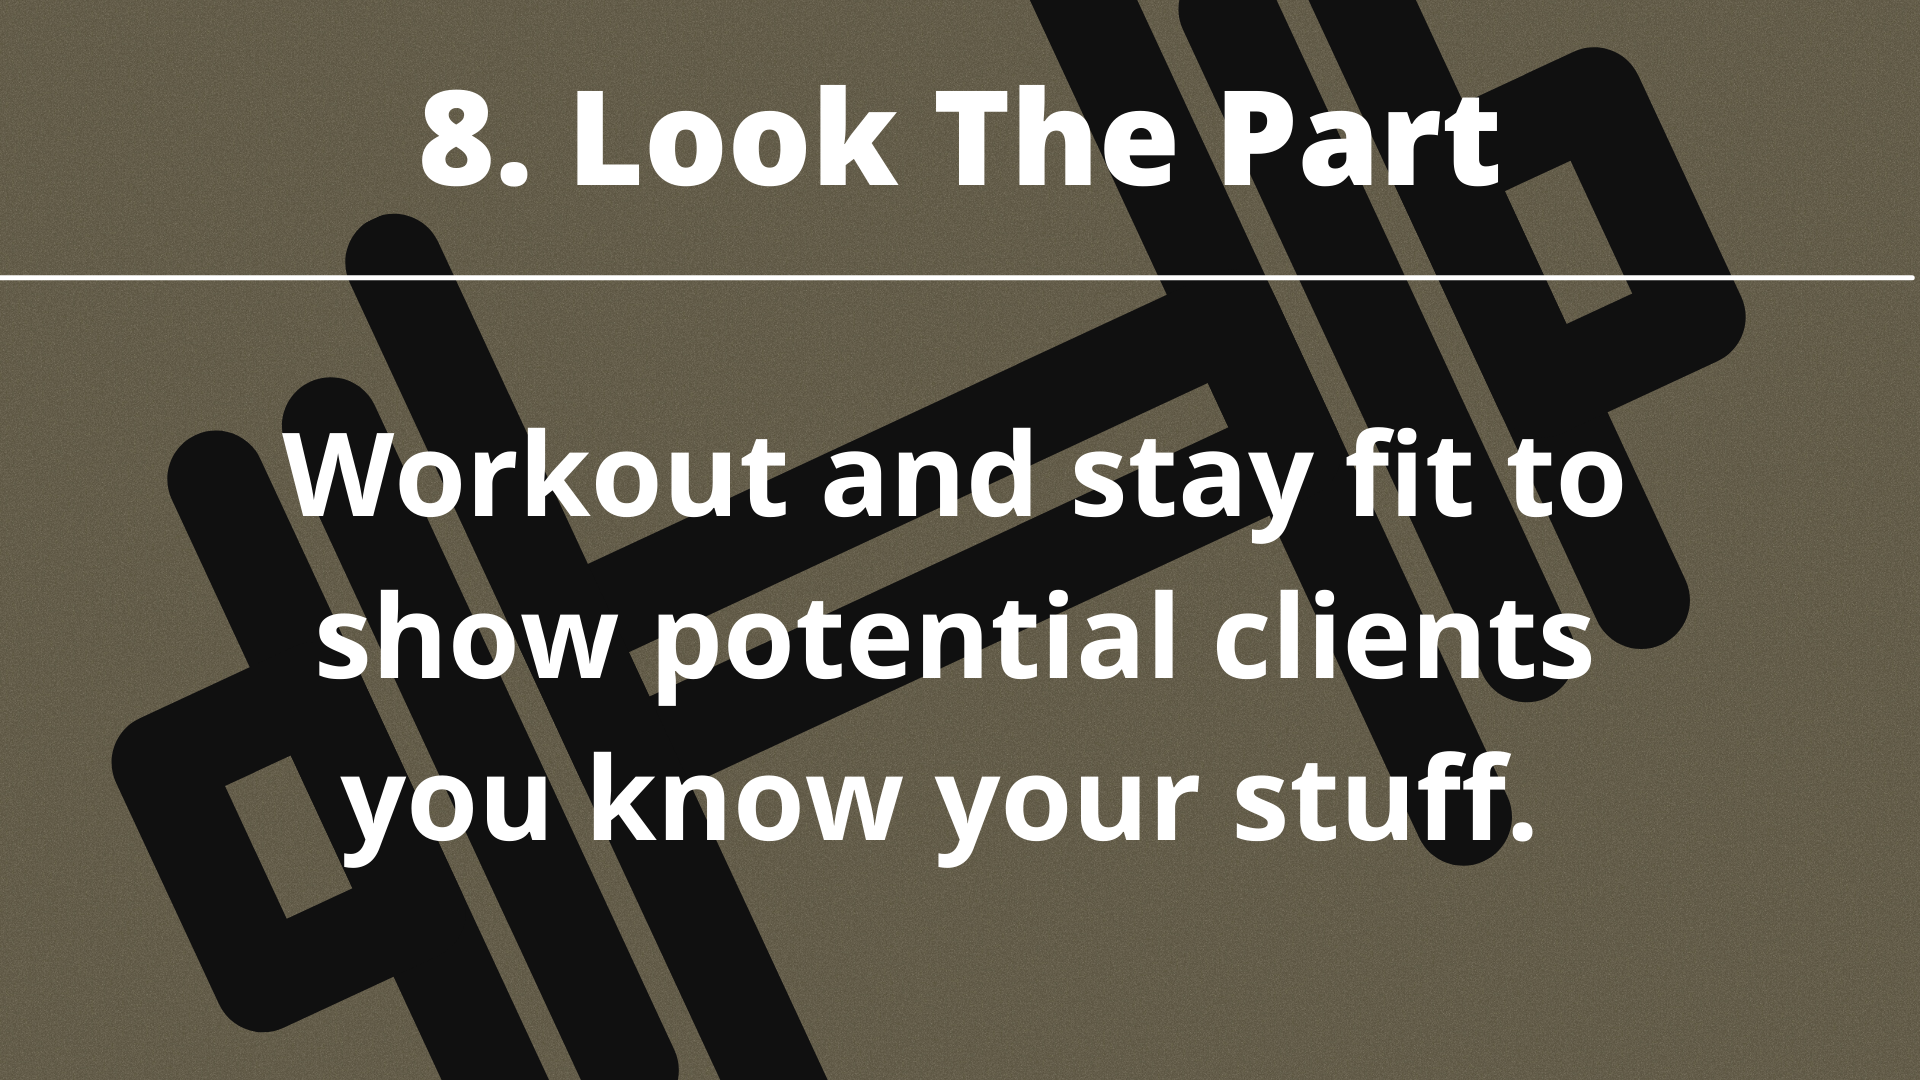 8. Look The Part
Workout and stay fit to
show potential clients
you know your stuff.